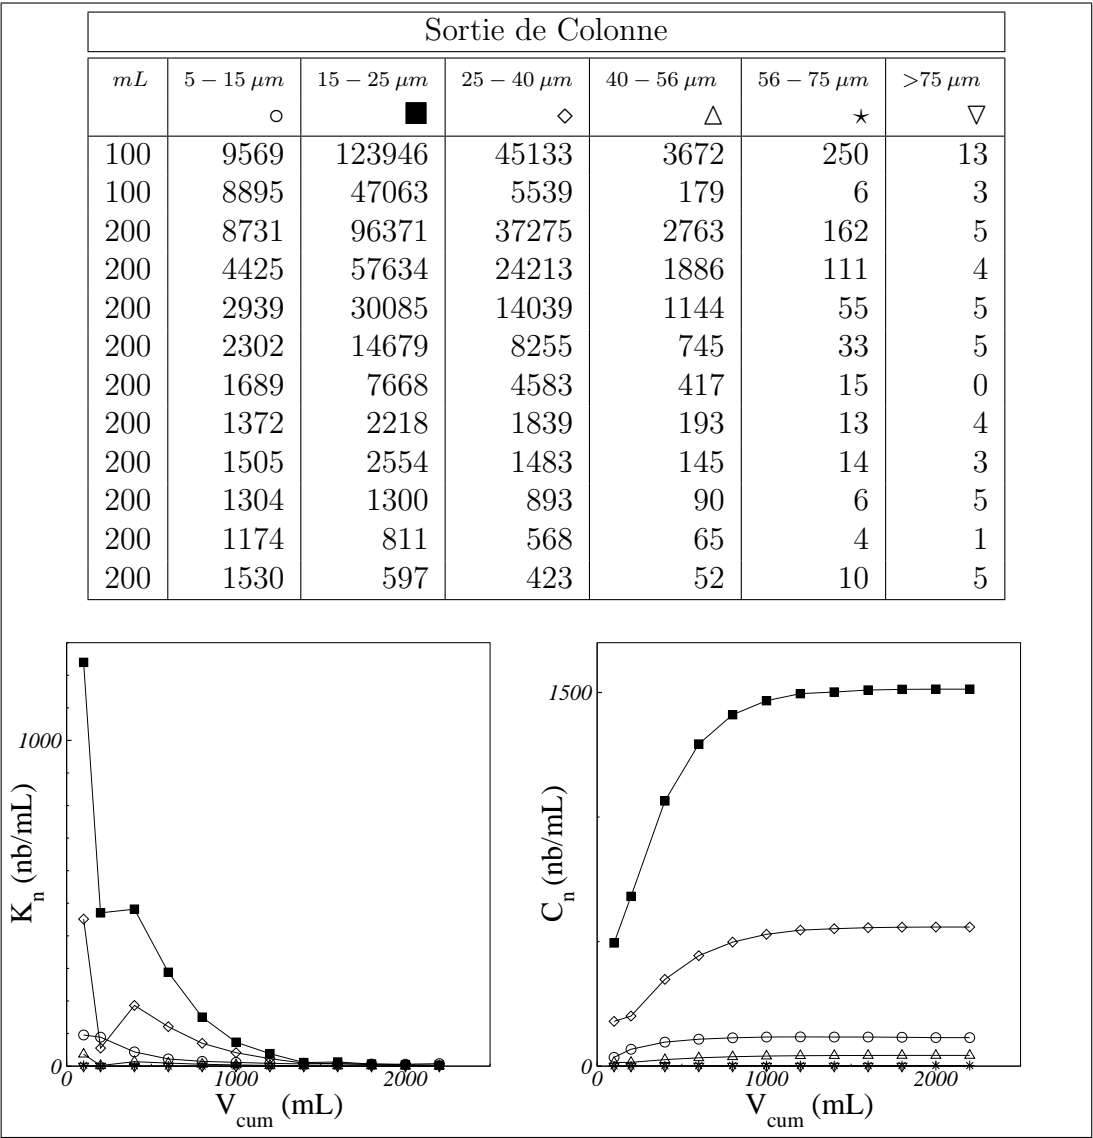 Sortie de Colonne
mL 5 – 15 μm 15 – 25 μm 25 – 40 μm 40 – 56 μm 56 – 75 μm >75 μm
○ ■ ◇ △ ⋆ ▽
100 9569 123946 45133 3672 250 13
100 8895 47063 5539 179 6 3
200 8731 96371 37275 2763 162 5
200 4425 57634 24213 1886 111 4
200 2939 30085 14039 1144 55 5
200 2302 14679 8255 745 33 5
200 1689 7668 4583 417 15 0
200 1372 2218 1839 193 13 4
200 1505 2554 1483 145 14 3
200 1304 1300 893 90 6 5
200 1174 811 568 65 4 1
200 1530 597 423 52 10 5
K_n (nb/mL)
1000
0
0 1000 2000
V_cum (mL)
C_n (nb/mL)
1500
0
0 1000 2000
V_cum (mL)